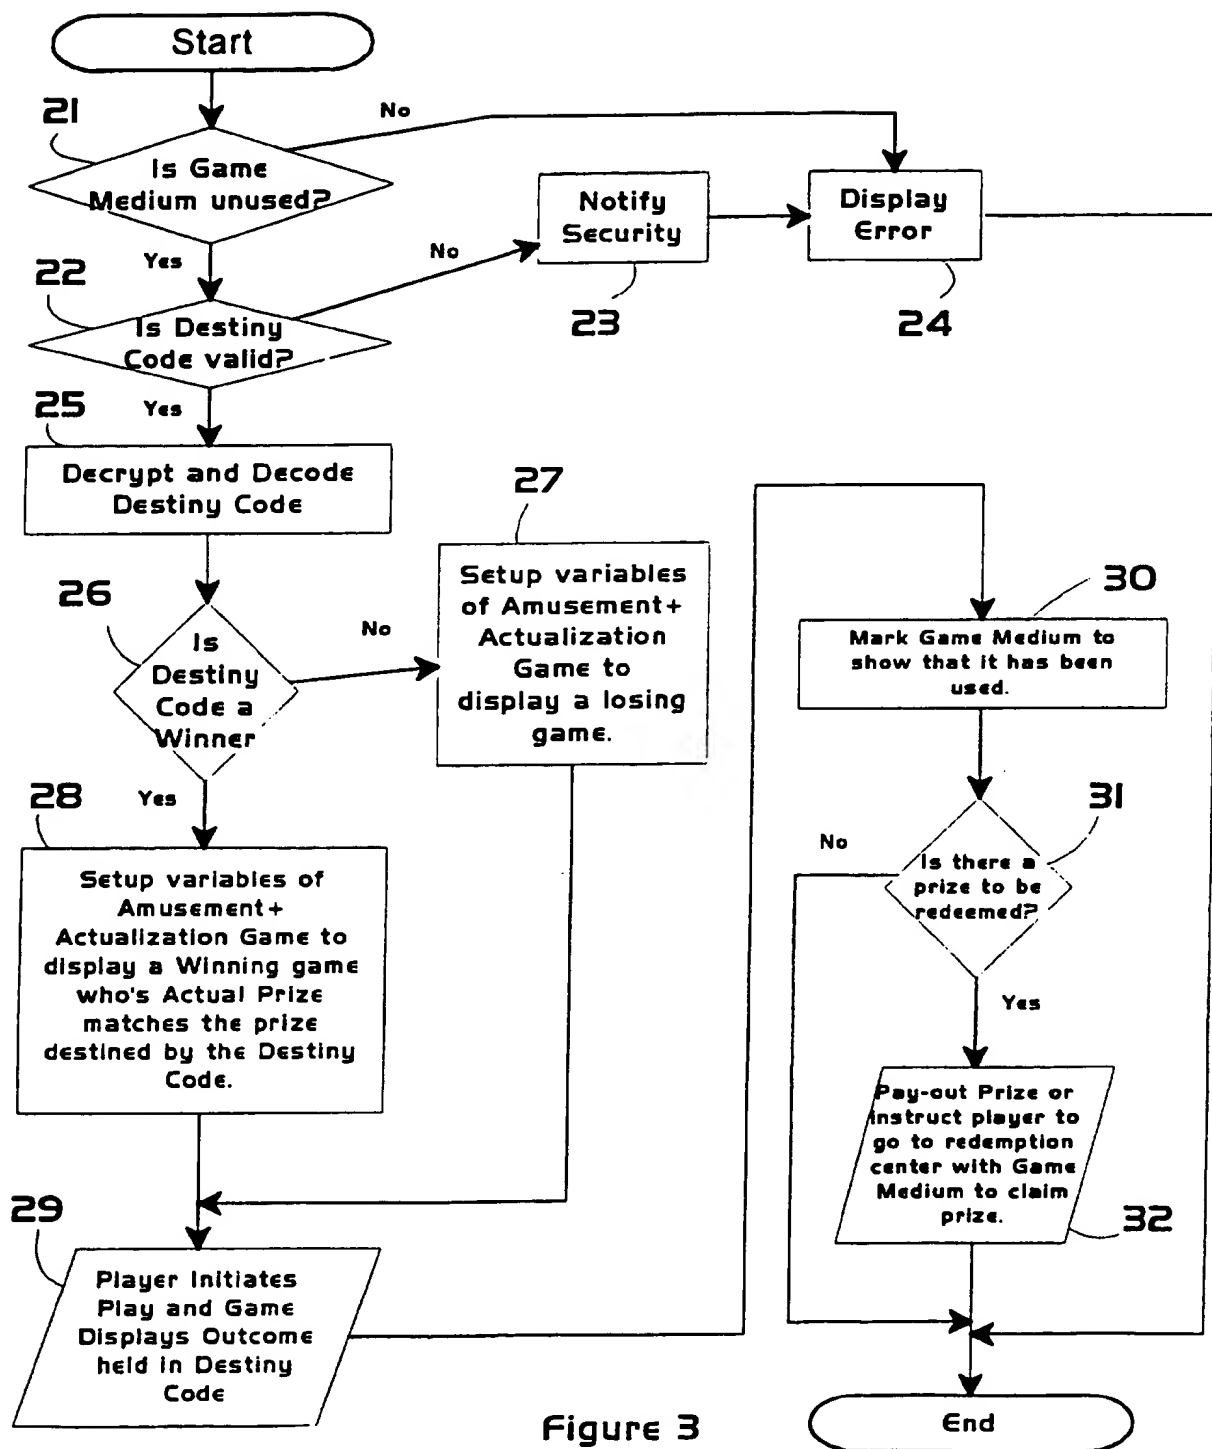 Start
21
No
Is Game
Medium unused?
Yes
Notify
Security
23
Display
Error
24
22
No
Is Destiny
Code valid?
Yes
25
Decrypt and Decode
Destiny Code
26
Is
Destiny
Code a
Winner
No
27
Setup variables
of Amusement+
Actualization
Game to
display a losing
game.
Yes
28
Setup variables of
Amusement+
Actualization Game to
display a Winning game
who's Actual Prize
matches the prize
destined by the Destiny
Code.
29
Player Initiates
Play and Game
Displays Outcome
held in Destiny
Code
30
Mark Game Medium to
show that it has been
used.
31
No
Is there a
prize to be
redeemed?
Yes
Pay-out Prize or
instruct player to
go to redemption
center with Game
Medium to claim
prize.
32
End
Figure 3